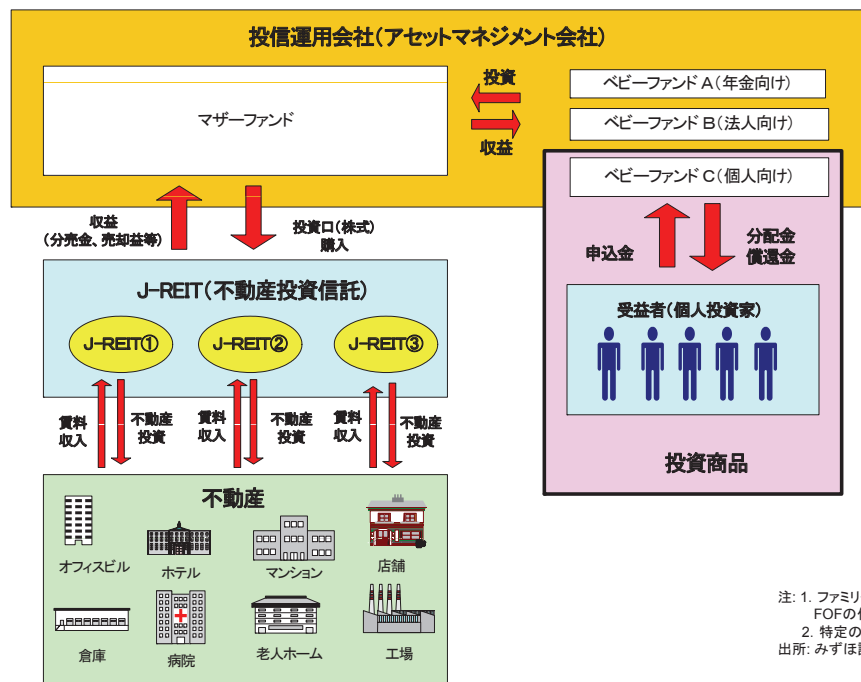 投信運用会社(アセットマネジメント会社)
マザーファンド
投資
収益
ベビーファンド A(年金向け)
ベビーファンド B(法人向け)
ベビーファンド C(個人向け)
収益
(分売金、売却益等)
投資口(株式)
購入
申込金
分配金
償還金
J-REIT(不動産投資信託)
J-REIT①
J-REIT②
J-REIT③
受益者(個人投資家)
投資商品
賃料
収入
不動産
投資
賃料
収入
不動産
投資
賃料
収入
不動産
投資
不動産
オフィスビル
ホテル
マンション
店舗
倉庫
病院
老人ホーム
工場
注: 1. ファミリ
FOFの
2. 特定の
出所: みずほ